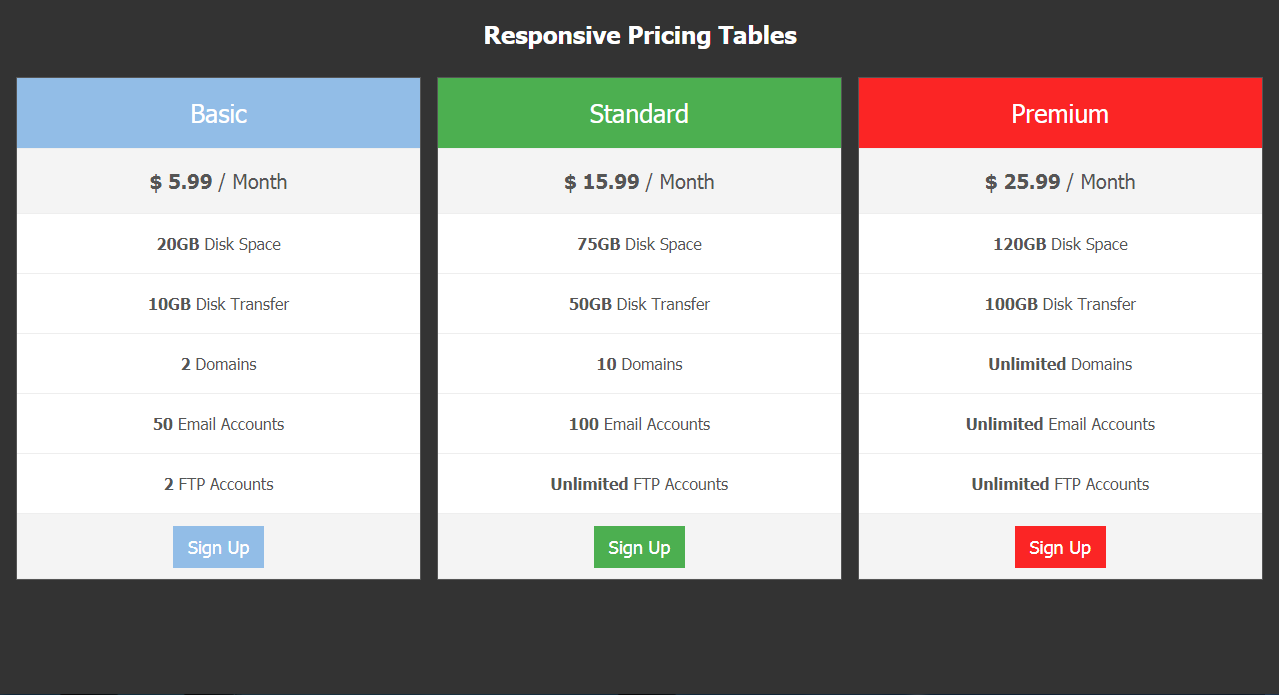 Responsive Pricing Tables
Basic
$ 5.99 / Month
20GB Disk Space
10GB Disk Transfer
2 Domains
50 Email Accounts
2 FTP Accounts
Sign Up
Standard
$ 15.99 / Month
75GB Disk Space
50GB Disk Transfer
10 Domains
100 Email Accounts
Unlimited FTP Accounts
Sign Up
Premium
$ 25.99 / Month
120GB Disk Space
100GB Disk Transfer
Unlimited Domains
Unlimited Email Accounts
Unlimited FTP Accounts
Sign Up